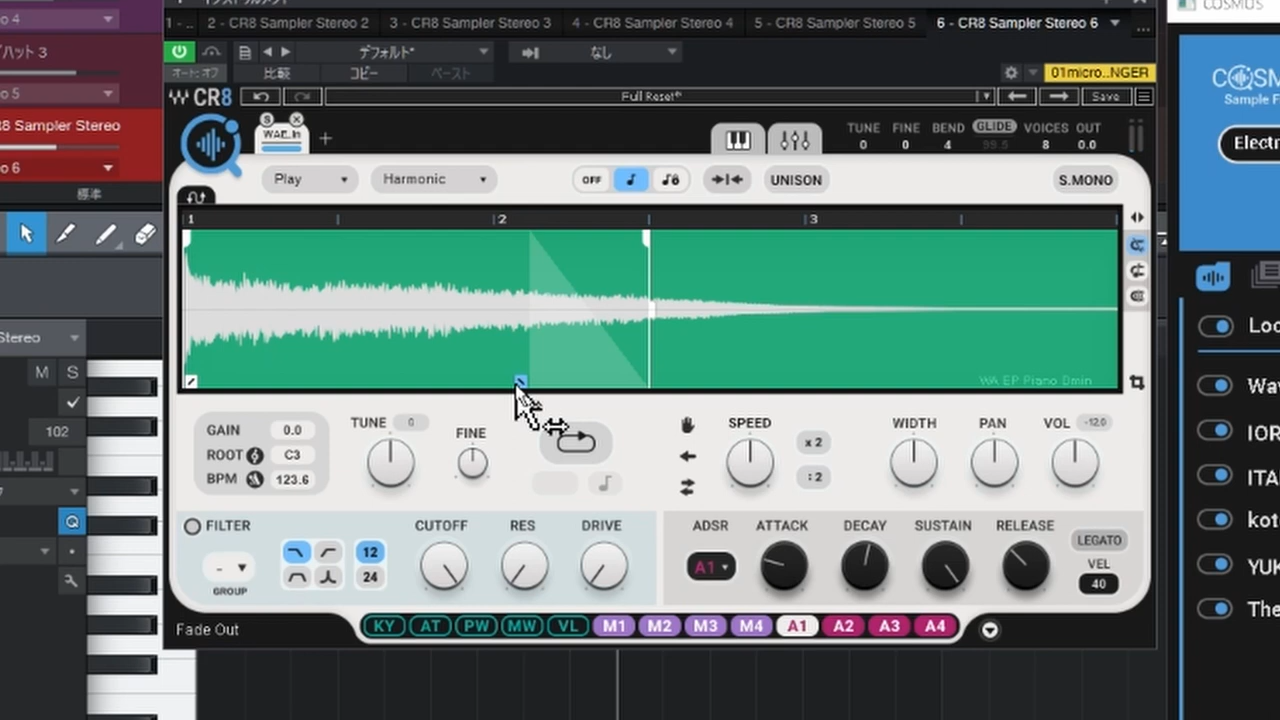 COSMOS
2 - CR8 Sampler Stereo 2
3 - CR8 Sampler Stereo 3
4 - CR8 Sampler Stereo 4
5 - CR8 Sampler Stereo 5
6 - CR8 Sampler Stereo 6
...
ハット 3
デフォルト*
なし
オート: オフ
比較
コピー
ペースト
01micro..NGER
CR8
Full Reset*
Save
Sample F
R8 Sampler Stereo
WAE.In
+
TUNE
FINE
BEND
GLIDE
VOICES
OUT
0
0
4
99.5
8
0.0
Electr
標準
Play
Harmonic
OFF
UNISON
S.MONO
1
2
3
WA EP Piano Dmin
Stereo
M
S
102
GAIN
0.0
ROOT
C3
BPM
123.6
TUNE
0
FINE
SPEED
x 2
: 2
WIDTH
PAN
VOL
-12.0
Loc
Wav
IOR
ITA
kot
YUK
The
Q
FILTER
GROUP
12
24
CUTOFF
RES
DRIVE
ADSR
A1
ATTACK
DECAY
SUSTAIN
RELEASE
LEGATO
VEL
40
Fade Out
KY
AT
PW
MW
VL
M1
M2
M3
M4
A1
A2
A3
A4